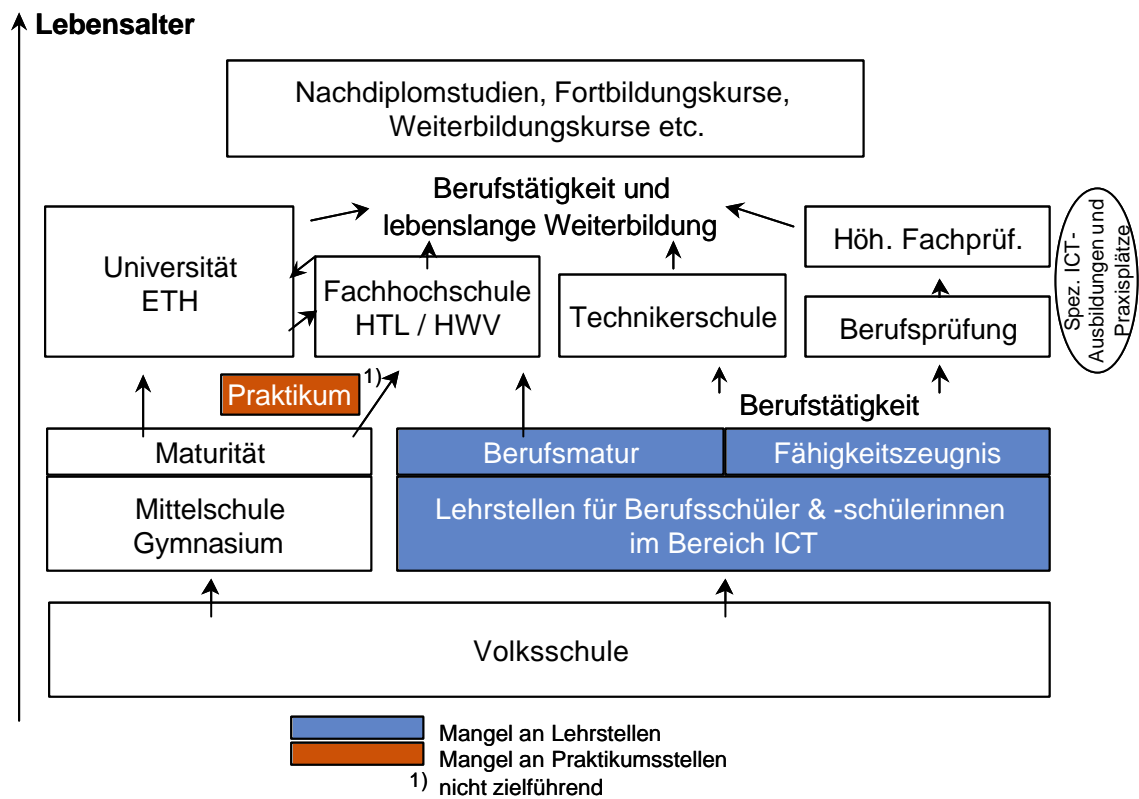 Lebensalter
Nachdiplomstudien, Fortbildungskurse,
Weiterbildungskurse etc.
Berufstätigkeit und
lebenslange Weiterbildung
Universität
ETH
Fachhochschule
HTL / HWV
Technikerschule
Höh. Fachprüf.
Berufsprüfung
Spez. ICT-
Ausbildungen und
Praxisplätze
Praktikum 1)
Berufstätigkeit
Maturität
Mittelschule
Gymnasium
Berufsmatur
Fähigkeitszeugnis
Lehrstellen für Berufsschüler & -schülerinnen
im Bereich ICT
Volksschule
Mangel an Lehrstellen
Mangel an Praktikumsstellen
1) nicht zielführend